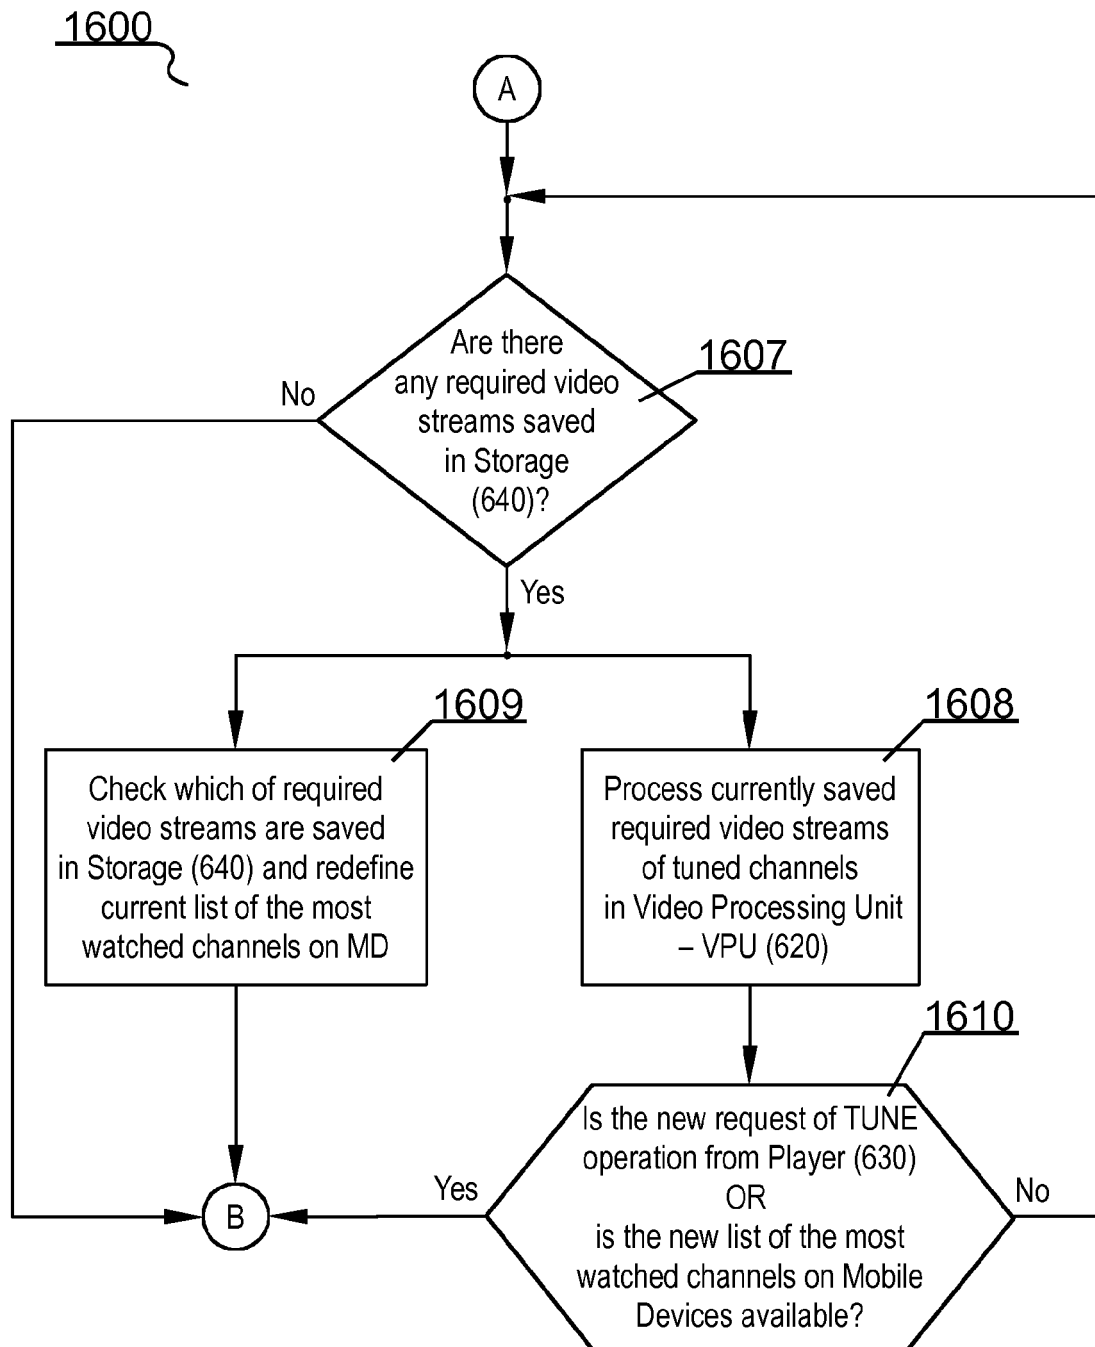 1600
A
Are there
any required video
streams saved
in Storage
(640)?
1607
No
Yes
1609
1608
Check which of required
video streams are saved
in Storage (640) and redefine
current list of the most
watched channels on MD
Process currently saved
required video streams
of tuned channels
in Video Processing Unit
– VPU (620)
1610
Is the new request of TUNE
operation from Player (630)
OR
is the new list of the most
watched channels on Mobile
Devices available?
Yes
No
B